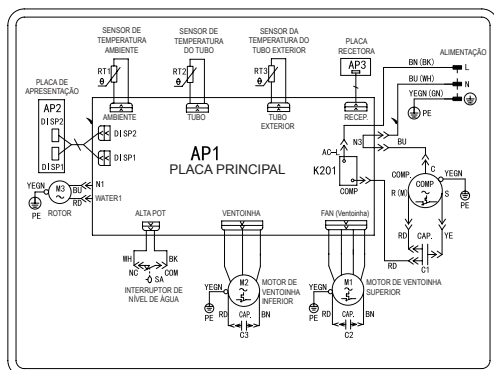 SENSOR DE
TEMPERATURA
AMBIENTE
SENSOR DE
TEMPERATURA
DO TUBO
SENSOR DA
TEMPERATURA DO
TUBO EXTERIOR
PLACA
RECETORA
AP3
ALIMENTAÇÃO
RT1
RT2
RT3
BN(BK)
L
BU(WH)
N
YEGN(GN)
PE
PLACA DE
APRESENTAÇÃO
AP2
DISP2
DISP1
AMBIENTE
TUBO
TUBO
EXTERIOR
RECEP.
DISP2
DISP1
AP1
PLACA PRINCIPAL
AC-L
N3
BU
K201
COMP
C
YEGN
COMP
R(M)
S
PE
YEGN
M3
BU
N1
RD
WATER1
PE
ROTOR
ALTA POT
VENTOINHA
FAN (Ventoinha)
RD
CAP.
YE
C1
RD
WH
BK
NC
COM
SA
INTERRUPTOR DE
NÍVEL DE ÁGUA
YEGN
M2
PE
RD
CAP.
BN
C3
MOTOR DE
VENTOINHA
INFERIOR
YEGN
M1
PE
RD
CAP.
BN
C2
MOTOR DE VENTOINHA
SUPERIOR